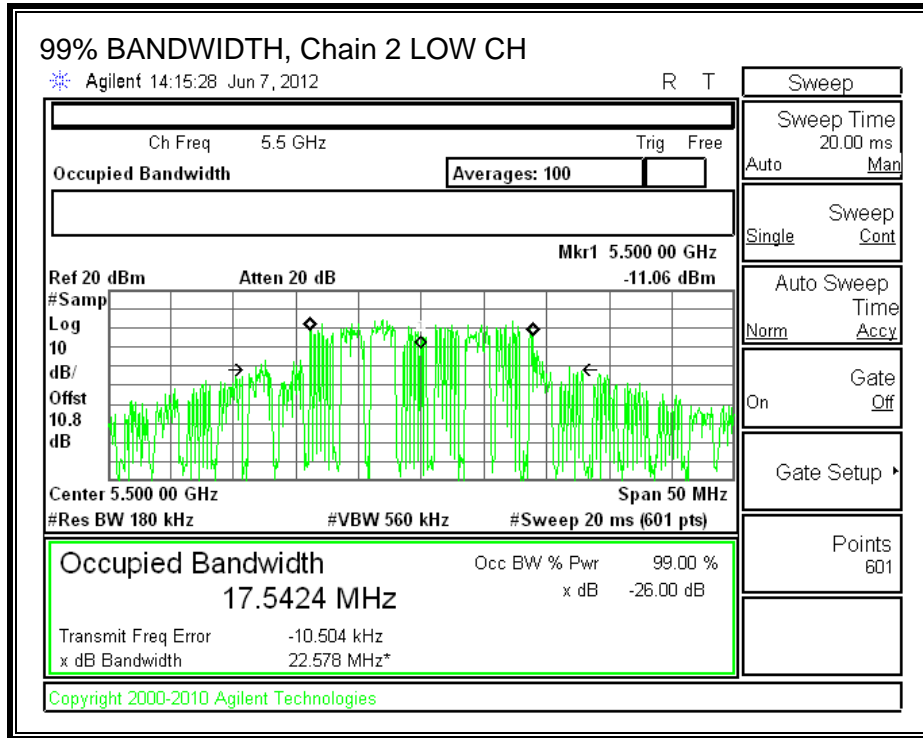 99% BANDWIDTH, Chain 2 LOW CH
Agilent 14:15:28 Jun 7, 2012 R T
Ch Freq 5.5 GHz Trig Free
Occupied Bandwidth Averages: 100
Mkr1 5.500 00 GHz
Ref 20 dBm Atten 20 dB -11.06 dBm
#Samp
Log
10
dB/
Offst
10.8
dB
Center 5.500 00 GHz Span 50 MHz
#Res BW 180 kHz #VBW 560 kHz #Sweep 20 ms (601 pts)
Occupied Bandwidth Occ BW % Pwr 99.00 %
17.5424 MHz x dB -26.00 dB
Transmit Freq Error -10.504 kHz
x dB Bandwidth 22.578 MHz*
Copyright 2000-2010 Agilent Technologies
Sweep
Sweep Time
20.00 ms
Auto Man
Sweep
Single Cont
Auto Sweep
Time
Norm Accy
Gate
On Off
Gate Setup
Points
601